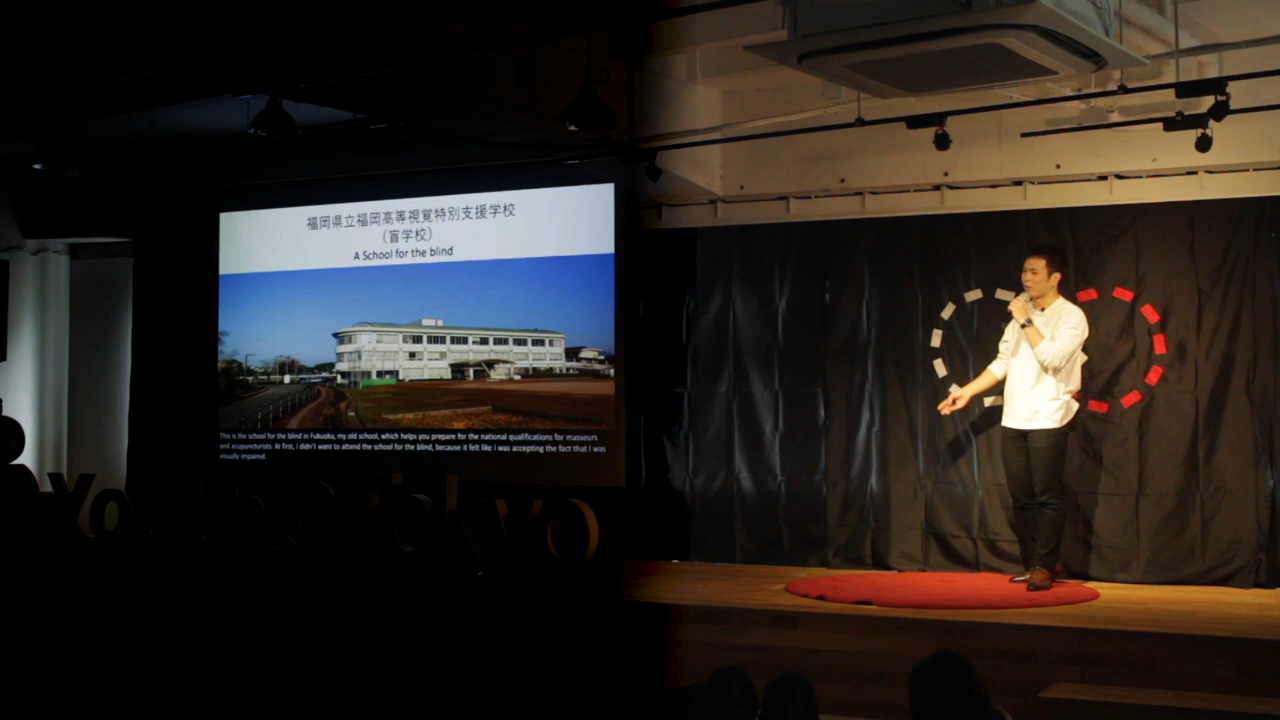 福岡県立福岡高等視覚特別支援学校
（盲学校）
A School for the blind
This is the school for the blind in Fukuoka, my old school, which helps you prepare for the national qualifications for masseurs
and acupuncturists. At first, I didn't want to attend the school for the blind, because it felt like I was accepting the fact that I was
visually impaired.